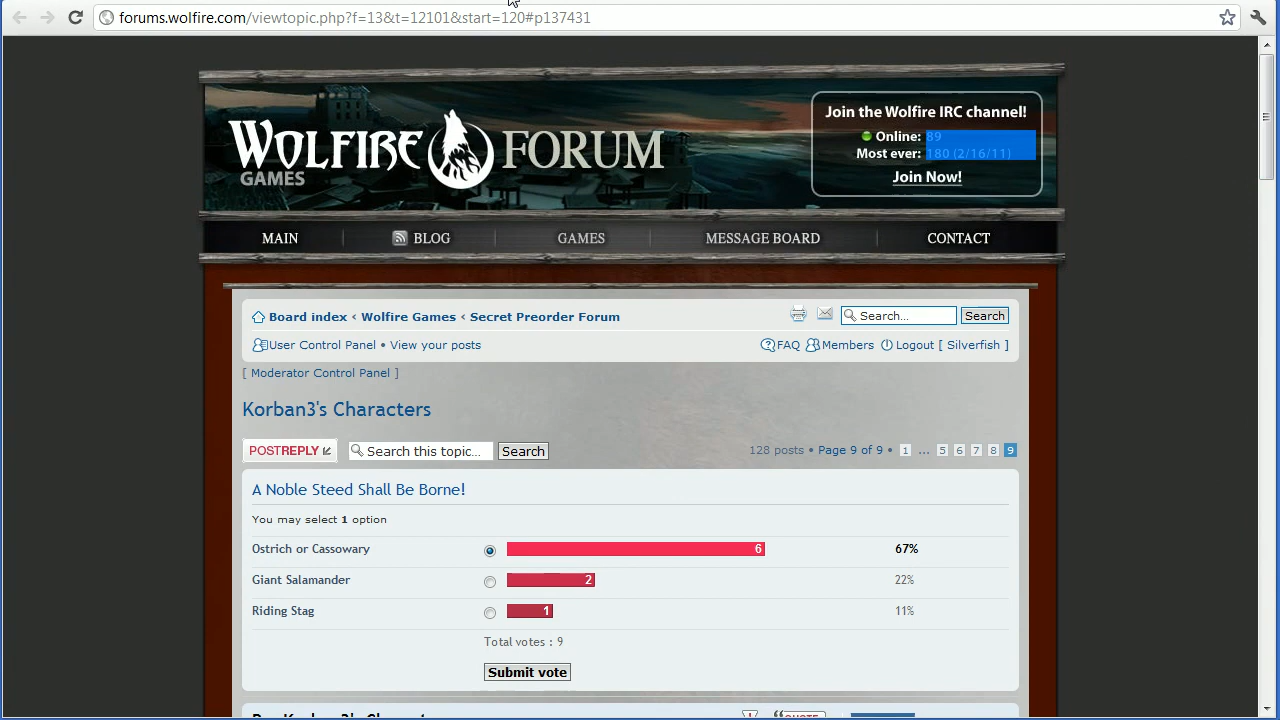 forums.wolfire.com/viewtopic.php?f=13&t=12101&start=120#p137431
WOLFIRE FORUM
GAMES
Join the Wolfire IRC channel!
Online: 89
Most ever: 180 (2/16/11)
Join Now!
MAIN BLOG GAMES MESSAGE BOARD CONTACT
Board index ‹ Wolfire Games ‹ Secret Preorder Forum Search... Search
User Control Panel • View your posts FAQ Members Logout [ Silverfish ]
[ Moderator Control Panel ]
Korban3's Characters
POSTREPLY Search this topic... Search 128 posts • Page 9 of 9 • 1 ... 5 6 7 8 9
A Noble Steed Shall Be Borne!
You may select 1 option
Ostrich or Cassowary 6 67%
Giant Salamander 2 22%
Riding Stag 1 11%
Total votes : 9
Submit vote